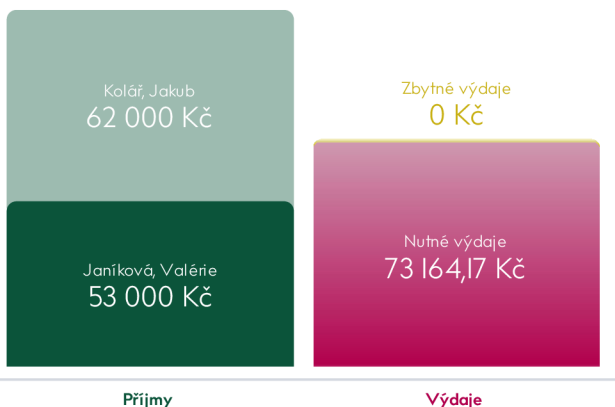 Kolář, Jakub
62 000 Kč
Janíková, Valérie
53 000 Kč
Zbytné výdaje
0 Kč
Nutné výdaje
73 164,17 Kč
Příjmy
Výdaje